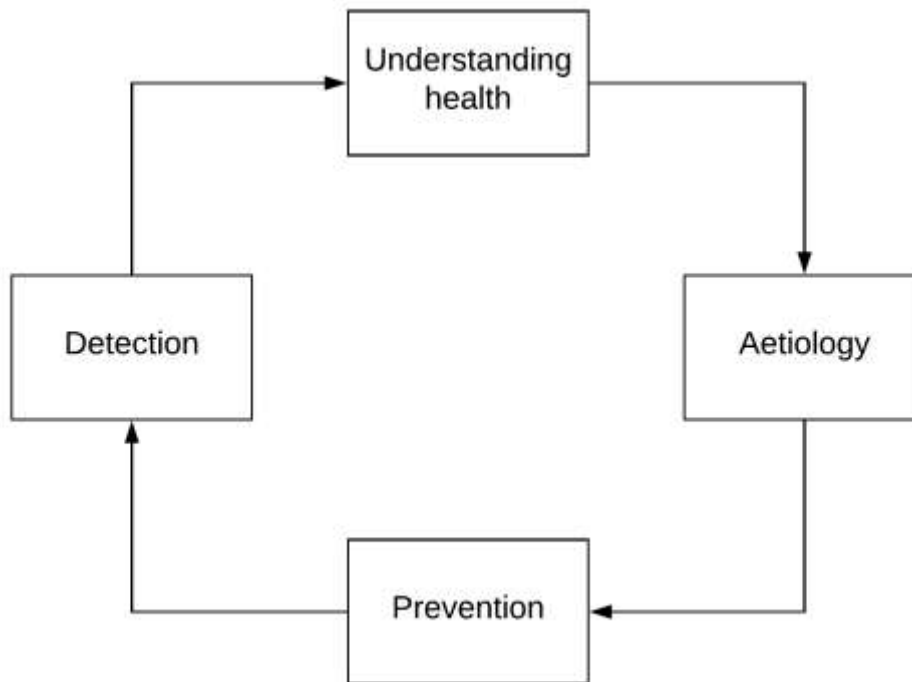 Understanding
health
Detection
Aetiology
Prevention